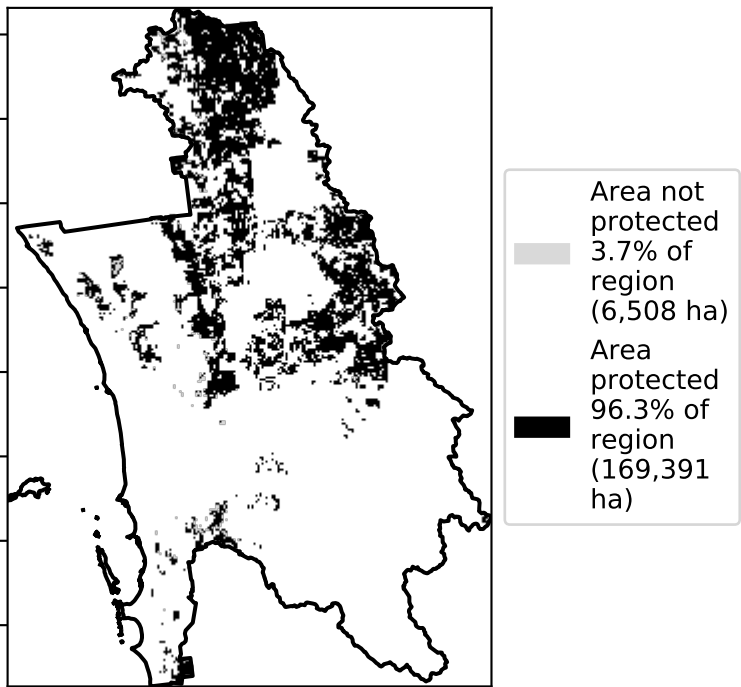 Area not
protected
3.7% of
region
(6,508 ha)
Area
protected
96.3% of
region
(169,391
ha)